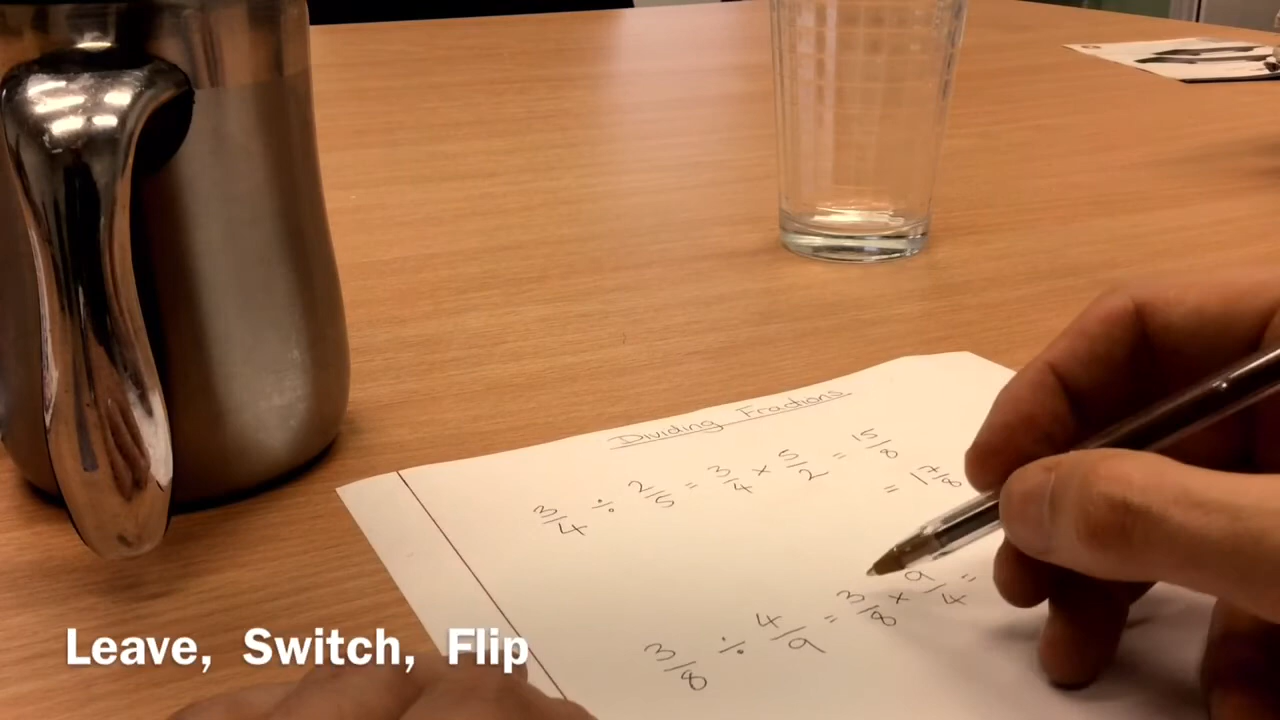 Dividing Fractions
3/4 ÷ 2/5 = 3/4 × 5/2 = 15/8
= 1 7/8
3/8 ÷ 4/9 = 3/8 × 9/4 =
Leave, Switch, Flip